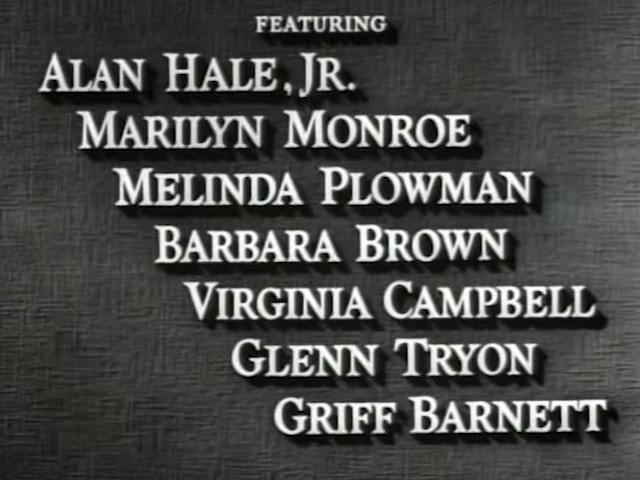 FEATURING
ALAN HALE, JR.
MARILYN MONROE
MELINDA PLOWMAN
BARBARA BROWN
VIRGINIA CAMPBELL
GLENN TRYON
GRIFF BARNETT